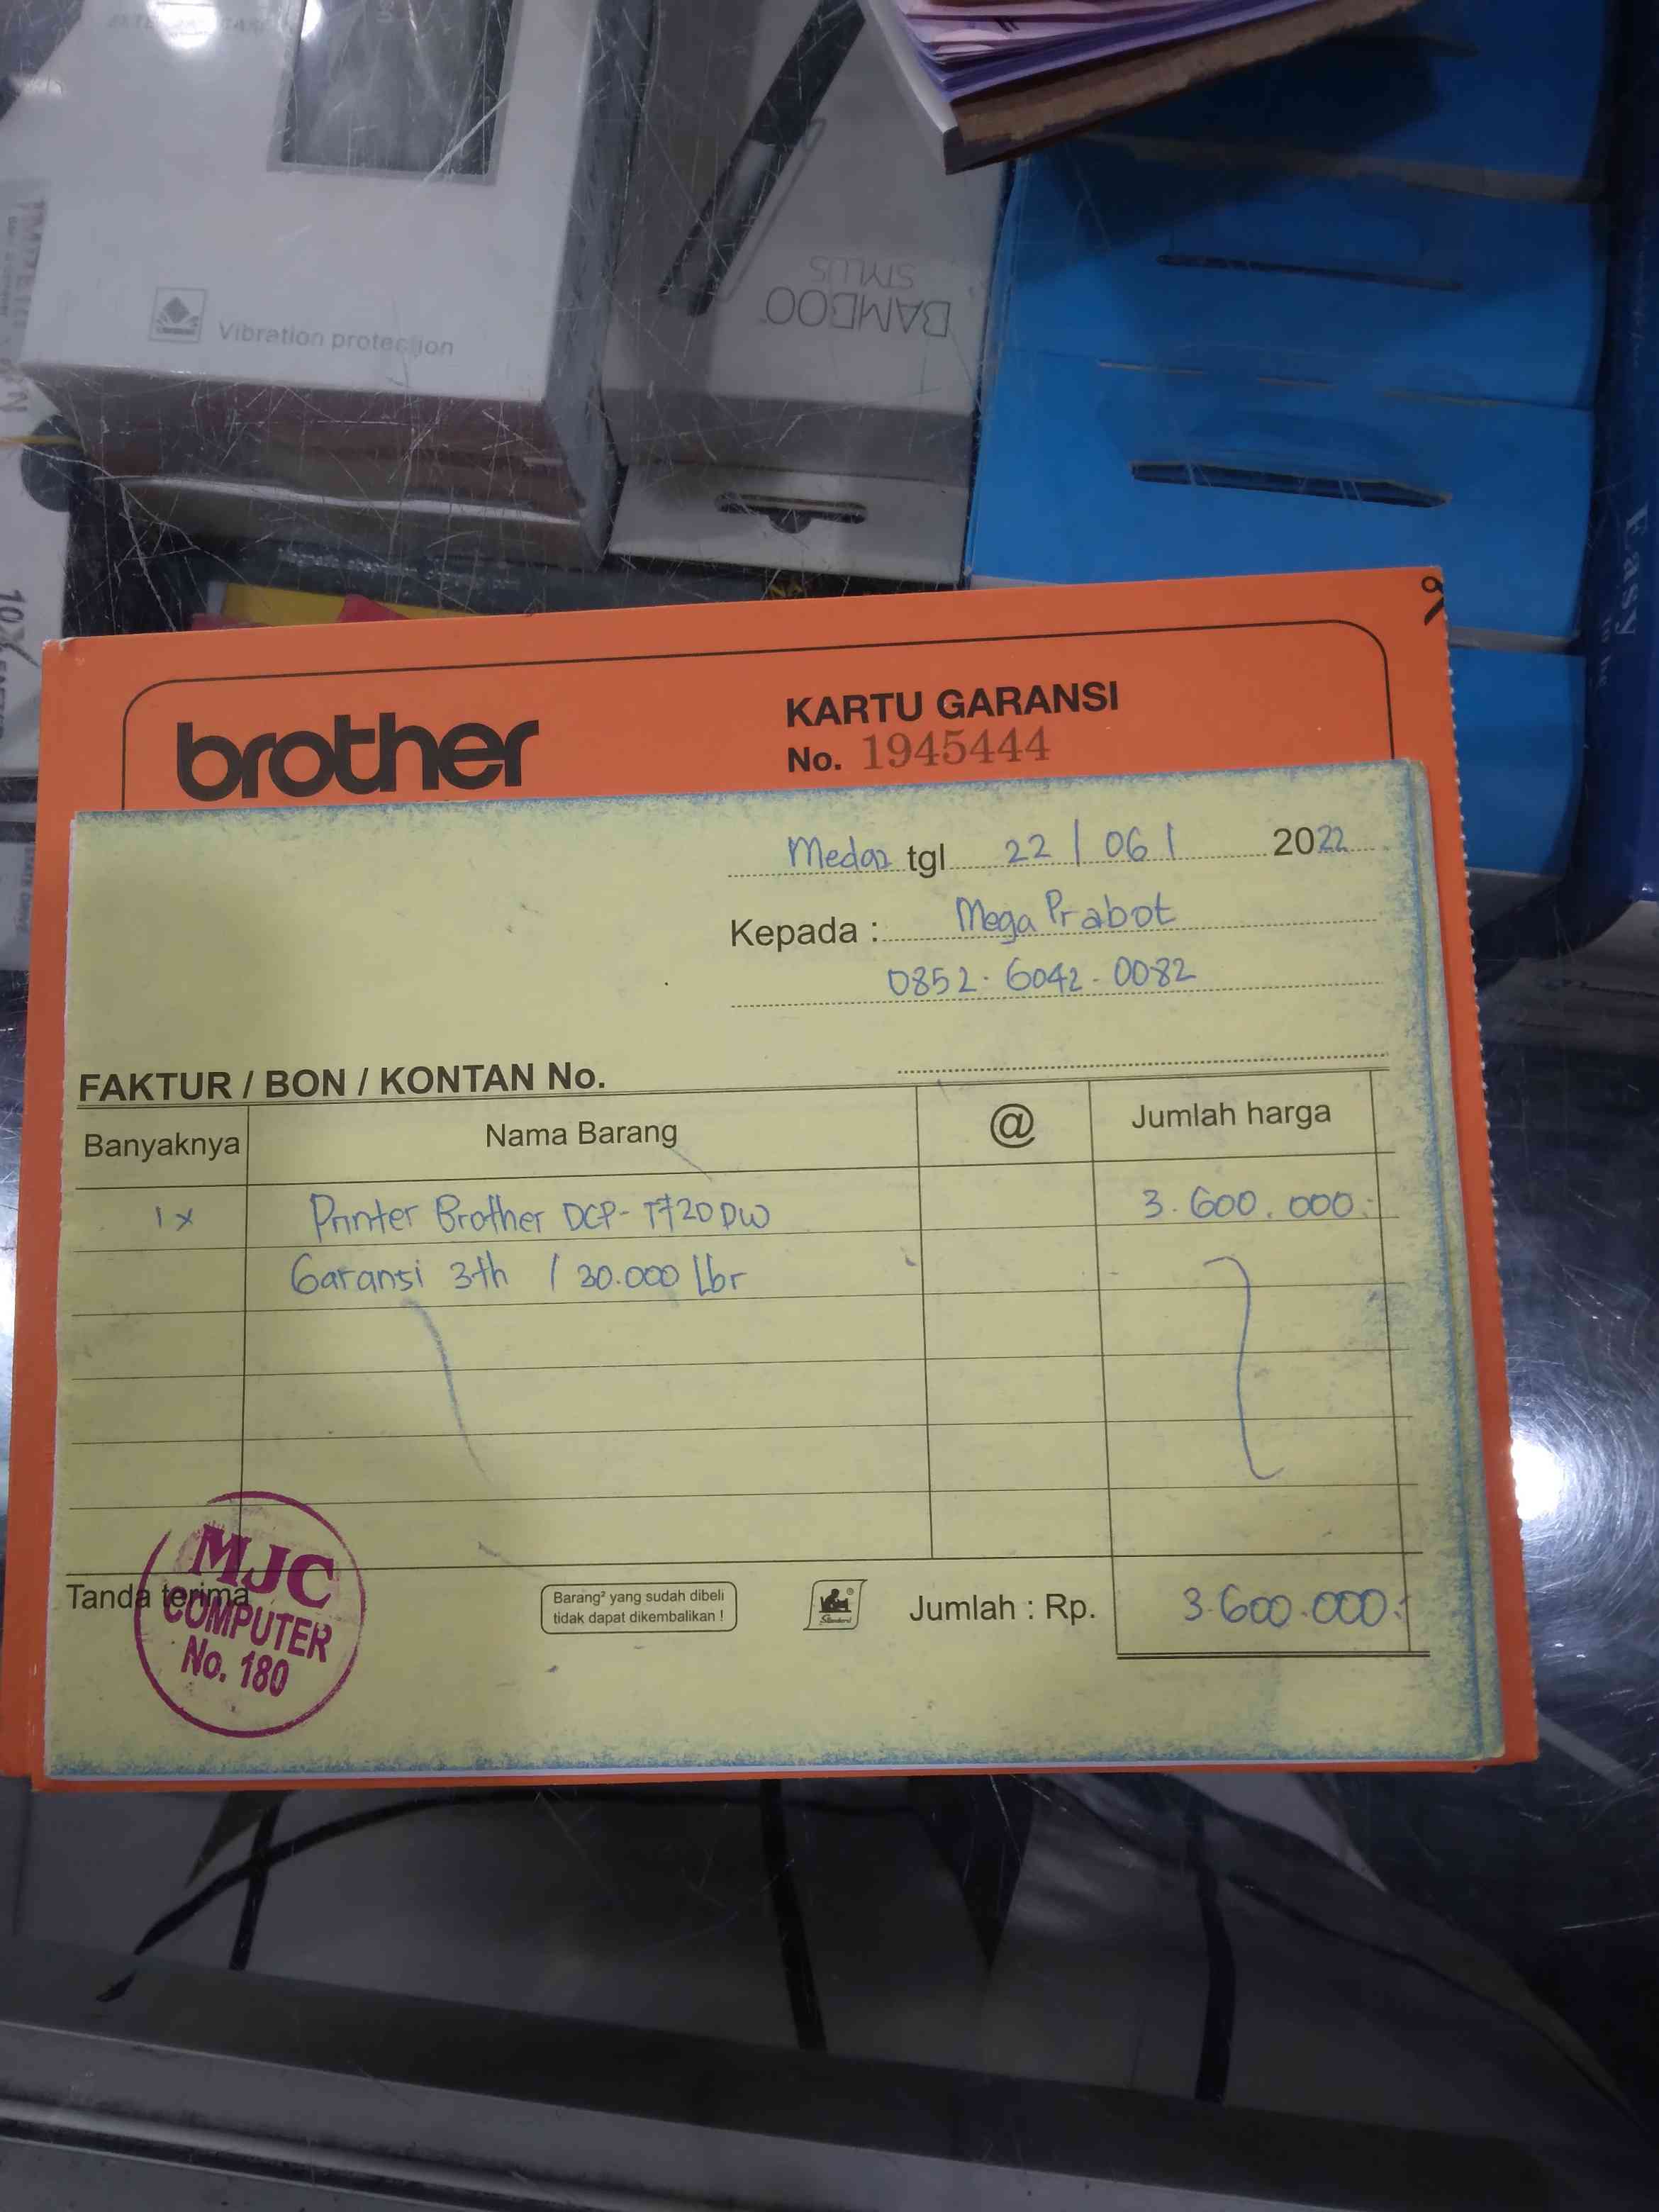 Vibration protection
BAMBOO
STYLUS
Easy
brother
KARTU GARANSI
No. 1945444
Medan tgl 22 / 06 / 2022
Kepada : Mega Prabot
0852-6042-0082
FAKTUR / BON / KONTAN No.
Banyaknya Nama Barang @ Jumlah harga
1x Printer Brother DCP-T720DW 3.600.000.-
Garansi 3th / 30.000 Lbr
Tanda terima
MJC
COMPUTER
No. 180
Barang² yang sudah dibeli
tidak dapat dikembalikan !
Jumlah : Rp. 3.600.000.-